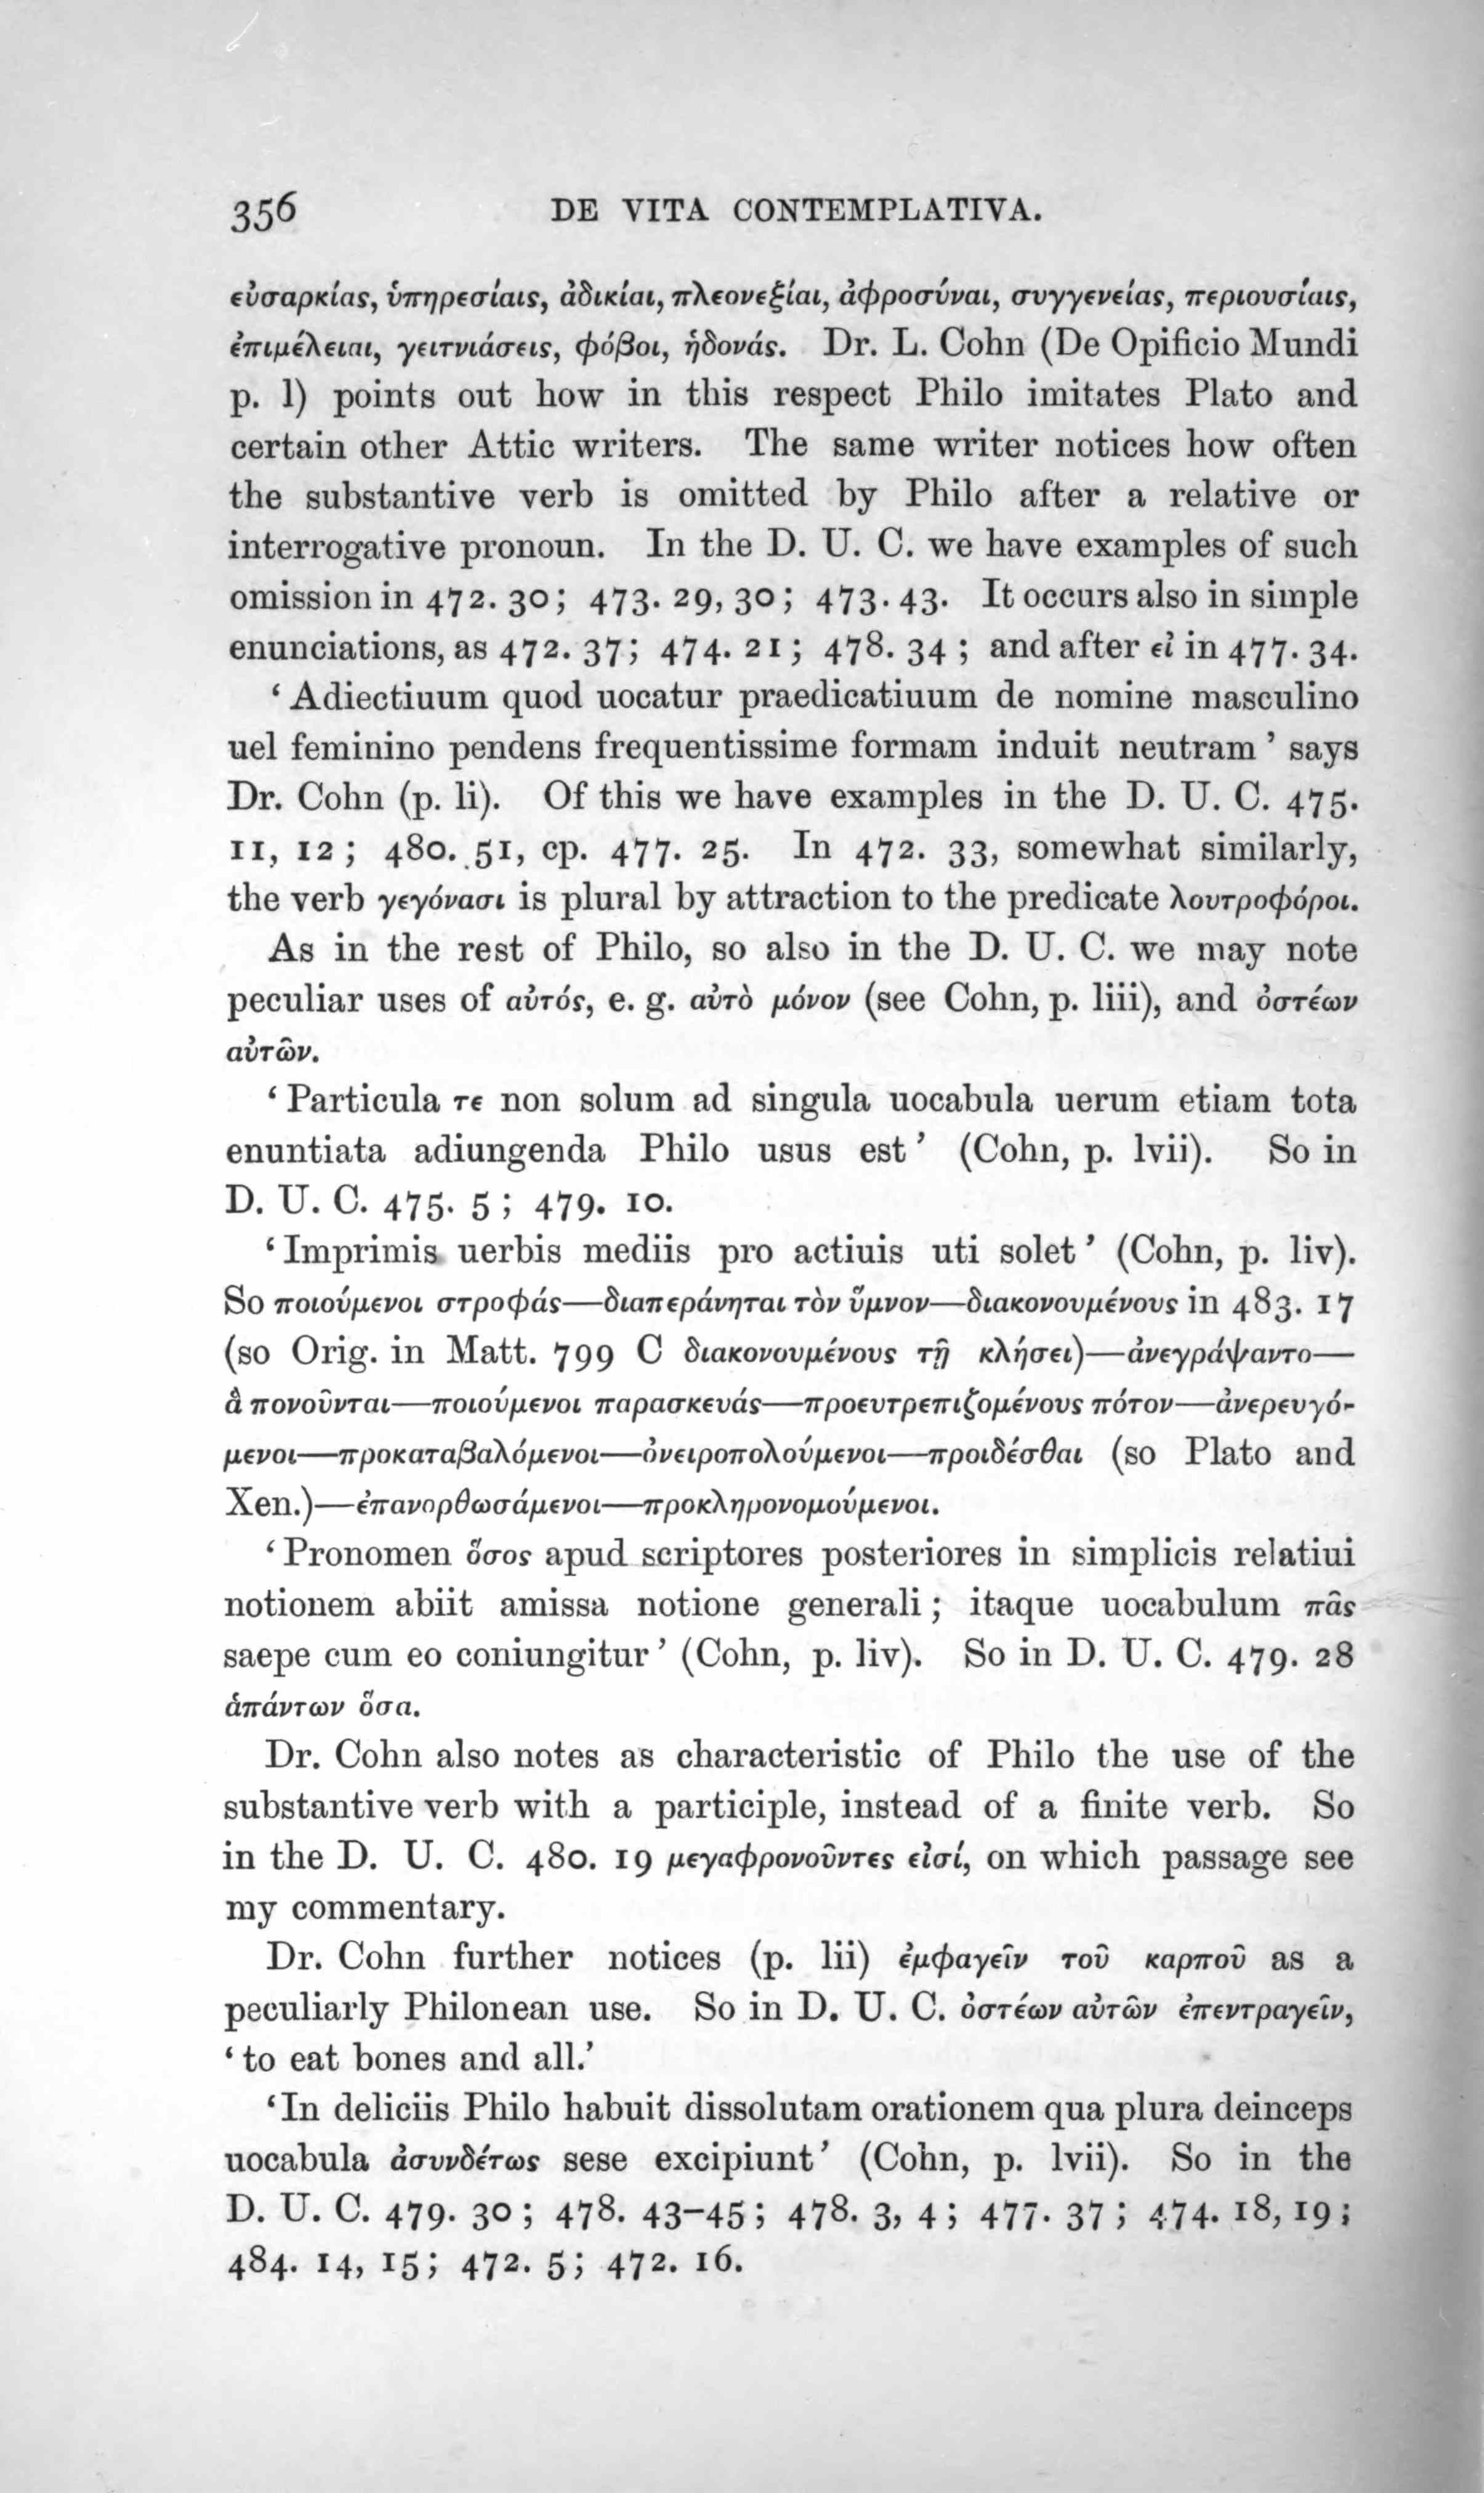 356 DE VITA CONTEMPLATIVA.
εὐσαρκίας, ὑπηρεσίαις, ἀδικίαι, πλεονεξίαι, ἀφροσύναι, συγγενείας, περιουσίαις,
ἐπιμέλειαι, γειτνιάσεις, φόβοι, ἡδονάς. Dr. L. Cohn (De Opificio Mundi
p. l) points out how in this respect Philo imitates Plato and
certain other Attic writers. The same writer notices how often
the substantive verb is omitted by Philo after a relative or
interrogative pronoun. In the D. U. C. we have examples of such
omission in 472. 30; 473. 29, 30; 473. 43. It occurs also in simple
enunciations, as 472. 37; 474. 21; 478. 34; and after εἰ in 477. 34.
‘Adiectiuum quod uocatur praedicatiuum de nomine masculino
uel feminino pendens frequentissime formam induit neutram’ says
Dr. Cohn (p. li). Of this we have examples in the D. U. C. 475.
11, 12; 480. 51, cp. 477. 25. In 472. 33, somewhat similarly,
the verb γεγόνασι is plural by attraction to the predicate λουτροφόροι.
As in the rest of Philo, so also in the D. U. C. we may note
peculiar uses of αὐτός, e. g. αὐτὸ μόνον (see Cohn, p. liii), and ὀστέων
αὐτῶν.
‘Particula τε non solum ad singula uocabula uerum etiam tota
enuntiata adiungenda Philo usus est’ (Cohn, p. lvii). So in
D. U. C. 475. 5; 479. 10.
‘Imprimis uerbis mediis pro actiuis uti solet’ (Cohn, p. liv).
So ποιούμενοι στροφάς—διαπεράνηται τὸν ὕμνον—διακονουμένους in 483. 17
(so Orig. in Matt. 799 C διακονουμένους τῇ κλήσει)—ἀνεγράψαντο—
ἃ πονοῦνται—ποιούμενοι παρασκευάς—προευτρεπιζομένους πότον—ἀνερευγό-
μενοι—προκαταβαλόμενοι—ὀνειροπολούμενοι—προιδέσθαι (so Plato and
Xen.)—ἐπανορθωσάμενοι—προκληρονομούμενοι.
‘Pronomen ὅσος apud scriptores posteriores in simplicis relatiui
notionem abiit amissa notione generali; itaque uocabulum πᾶς
saepe cum eo coniungitur’ (Cohn, p. liv). So in D. U. C. 479. 28
ἁπάντων ὅσα.
Dr. Cohn also notes as characteristic of Philo the use of the
substantive verb with a participle, instead of a finite verb. So
in the D. U. C. 480. 19 μεγαφρονοῦντες εἰσί, on which passage see
my commentary.
Dr. Cohn further notices (p. lii) ἐμφαγεῖν τοῦ καρποῦ as a
peculiarly Philonean use. So in D. U. C. ὀστέων αὐτῶν ἐπεντραγεῖν,
‘to eat bones and all.’
‘In deliciis Philo habuit dissolutam orationem qua plura deinceps
uocabula ἀσυνδέτως sese excipiunt’ (Cohn, p. lvii). So in the
D. U. C. 479. 30; 478. 43–45; 478. 3, 4; 477. 37; 474. 18, 19;
484. 14, 15; 472. 5; 472. 16.